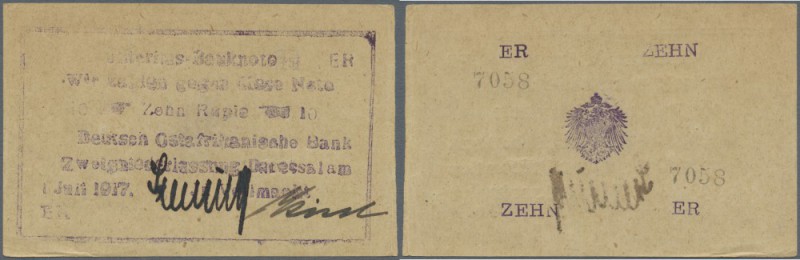 Interims-Banknote ER
Wir zahlen gegen diese Note
10 Zehn Rupie 10
Deutsch Ostafrikanische Bank
Zweigniederlassung Daressalam
1 Juli 1917.
ER
ER ZEHN
7058
7058
ZEHN ER